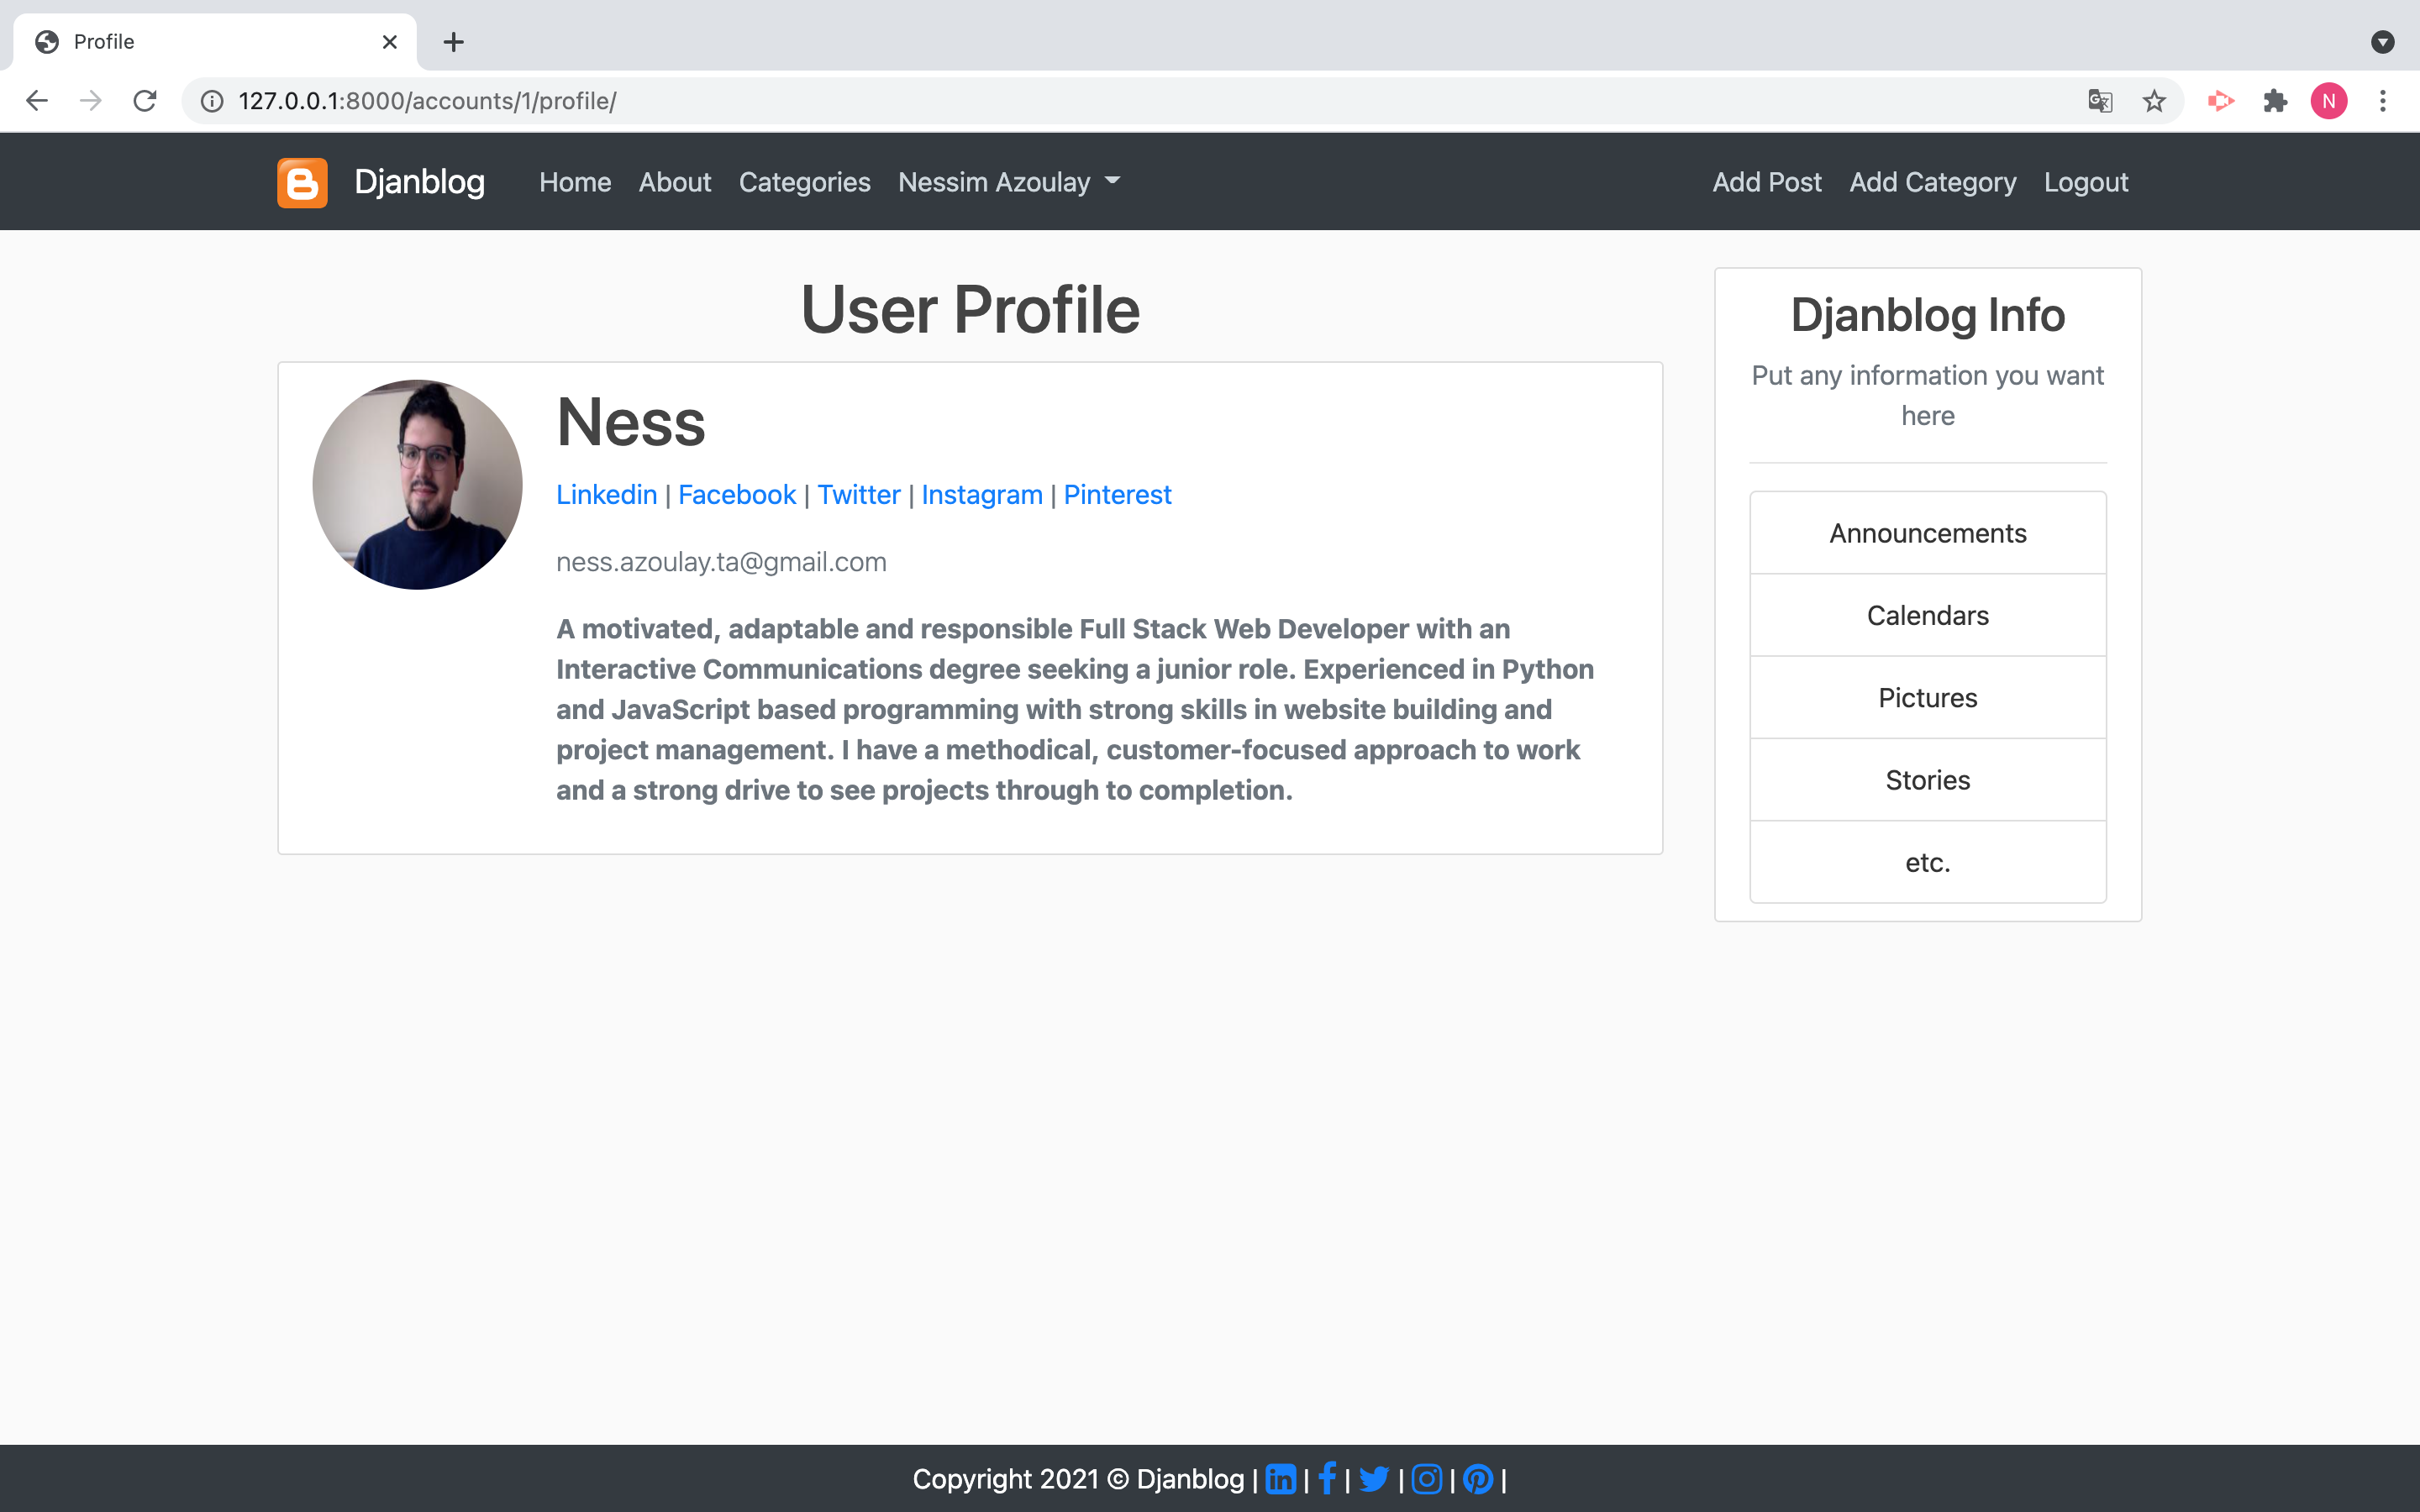 Profile
127.0.0.1:8000/accounts/1/profile/
N
Djanblog Home About Categories Nessim Azoulay Add Post Add Category Logout
User Profile
Ness
Linkedin | Facebook | Twitter | Instagram | Pinterest
ness.azoulay.ta@gmail.com
A motivated, adaptable and responsible Full Stack Web Developer with an
Interactive Communications degree seeking a junior role. Experienced in Python
and JavaScript based programming with strong skills in website building and
project management. I have a methodical, customer-focused approach to work
and a strong drive to see projects through to completion.
Djanblog Info
Put any information you want
here
Announcements
Calendars
Pictures
Stories
etc.
Copyright 2021 © Djanblog | | | | | |